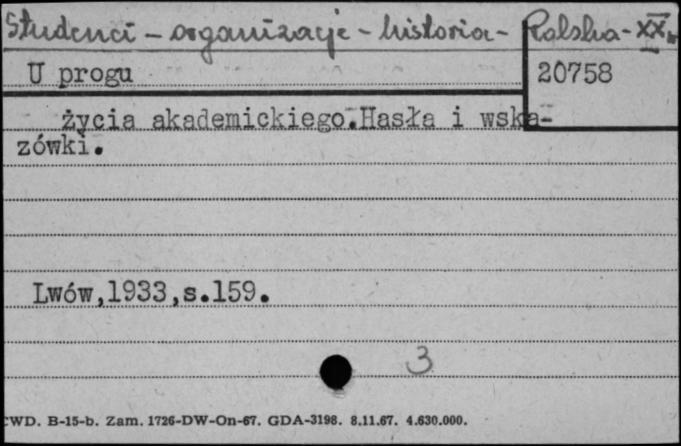 Studenci - organizacje - historia - Polska - XX w.
U progu 20758
życia akademickiego. Hasła i wska-
zówki.
Lwów, 1933, s. 159.
3
CWD. B-15-b. Zam. 1726-DW-On-67. GDA-3198. 8.11.67. 4.630.000.